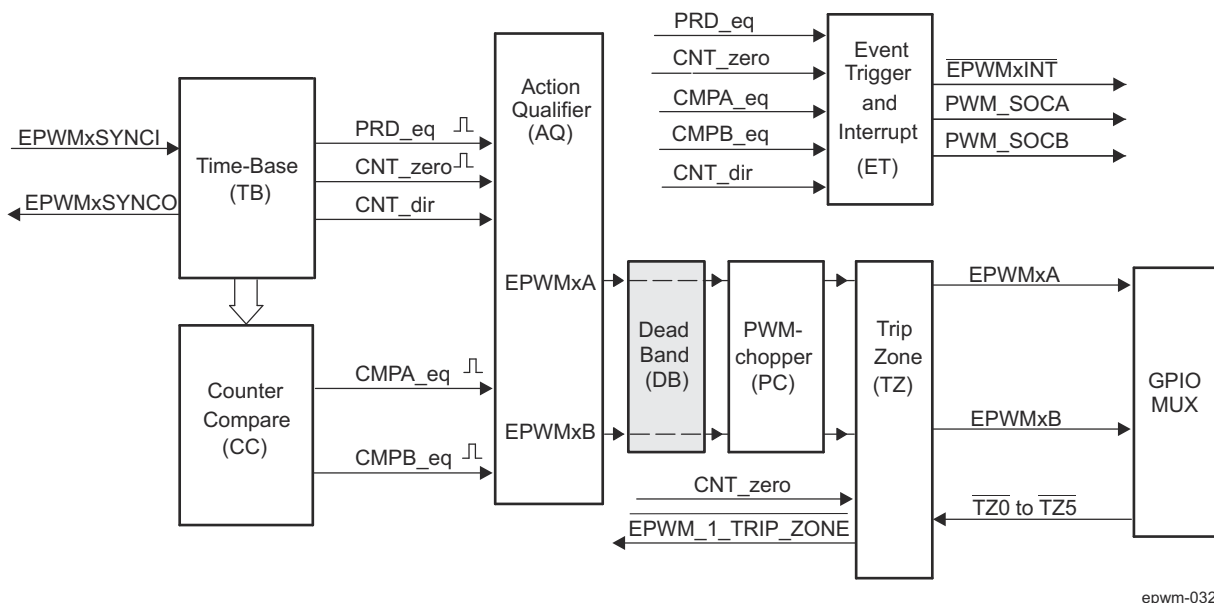 PRD_eq
CNT_zero
CMPA_eq
CMPB_eq
CNT_dir
Event
Trigger
and
Interrupt
(ET)
EPWMxINT
PWM_SOCA
PWM_SOCB
EPWMxSYNCI
EPWMxSYNCO
Time-Base
(TB)
PRD_eq
CNT_zero
CNT_dir
Action
Qualifier
(AQ)
EPWMxA
EPWMxB
Counter
Compare
(CC)
CMPA_eq
CMPB_eq
Dead
Band
(DB)
PWM-
chopper
(PC)
Trip
Zone
(TZ)
EPWMxA
EPWMxB
GPIO
MUX
CNT_zero
EPWM_1_TRIP_ZONE
TZ0 to TZ5
epwm-032